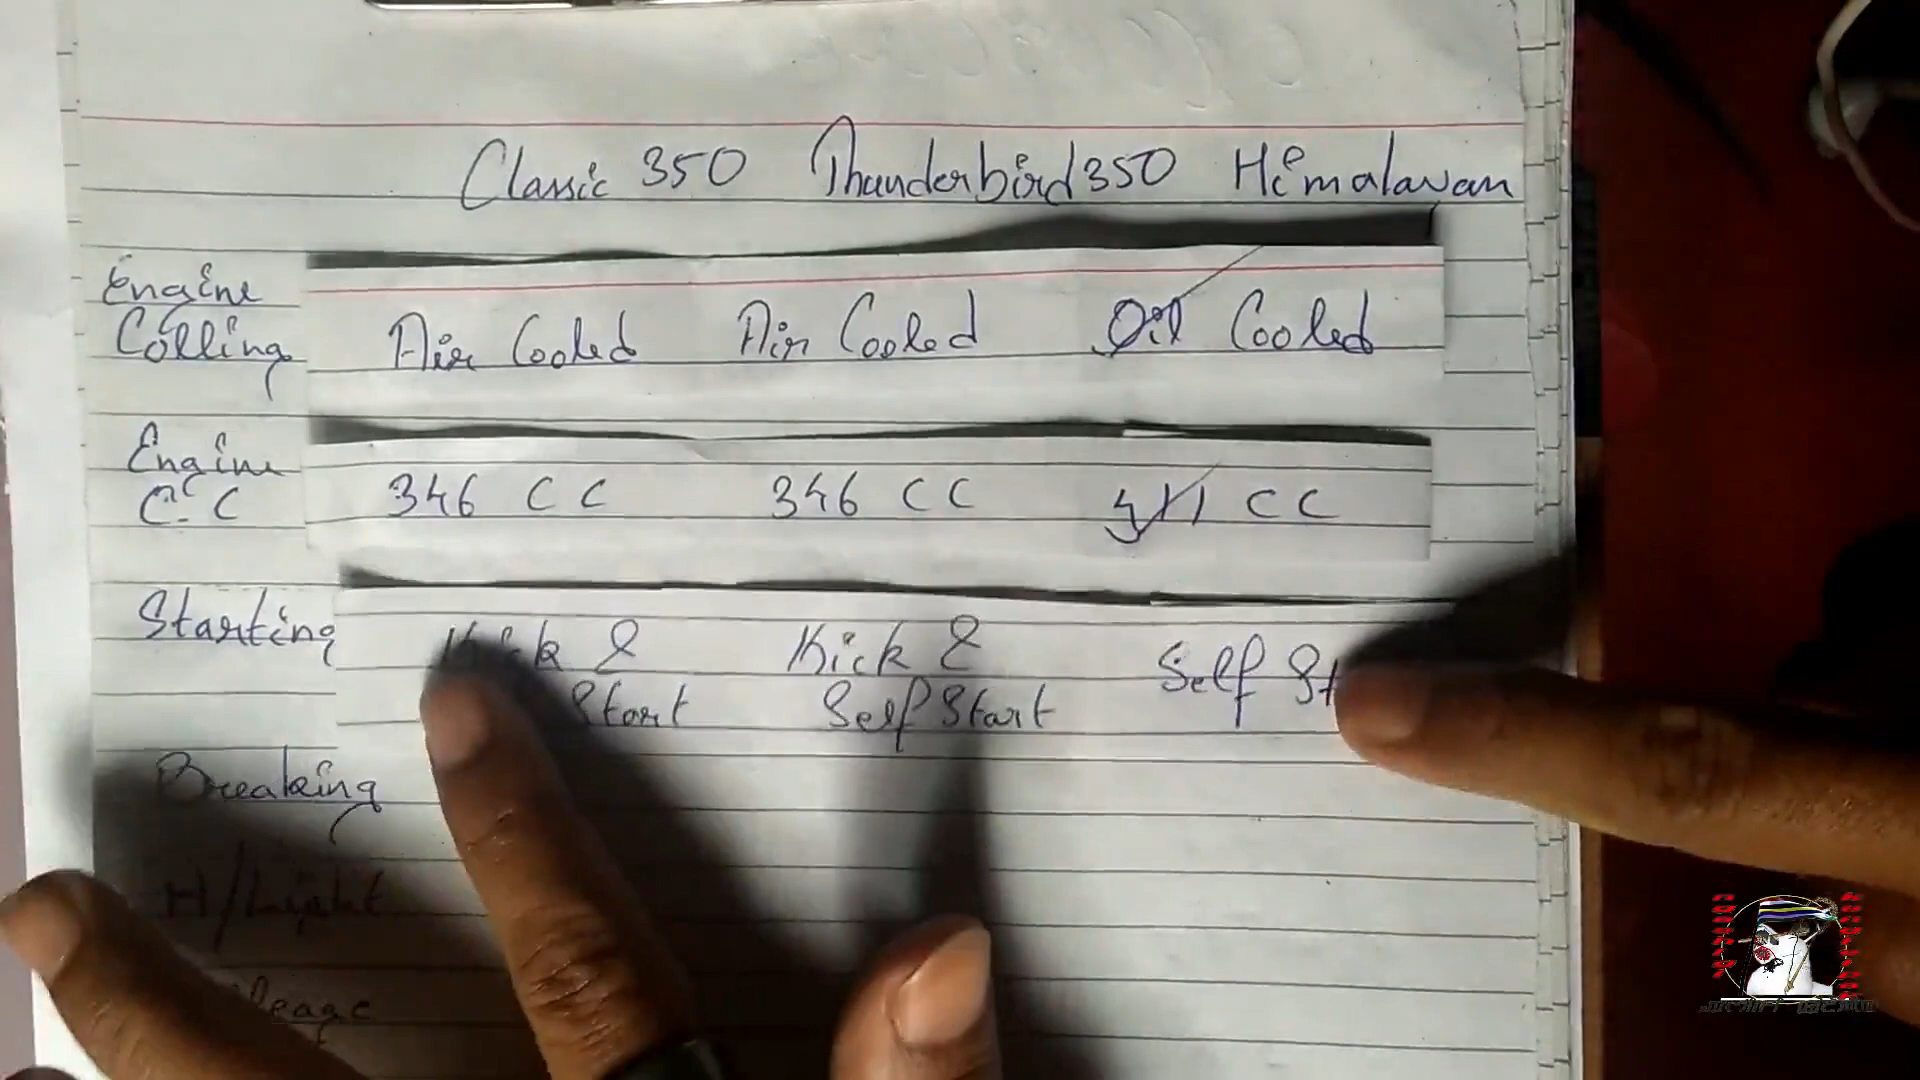 Classic 350 Thunderbird 350 Himalayan
Engine
Colling Air Cooled Air Cooled Oil Cooled
Engine
C.C 346 CC 346 CC 411 CC
Starting Kick & Kick & Self
Start Self Start
Breaking
H/Light